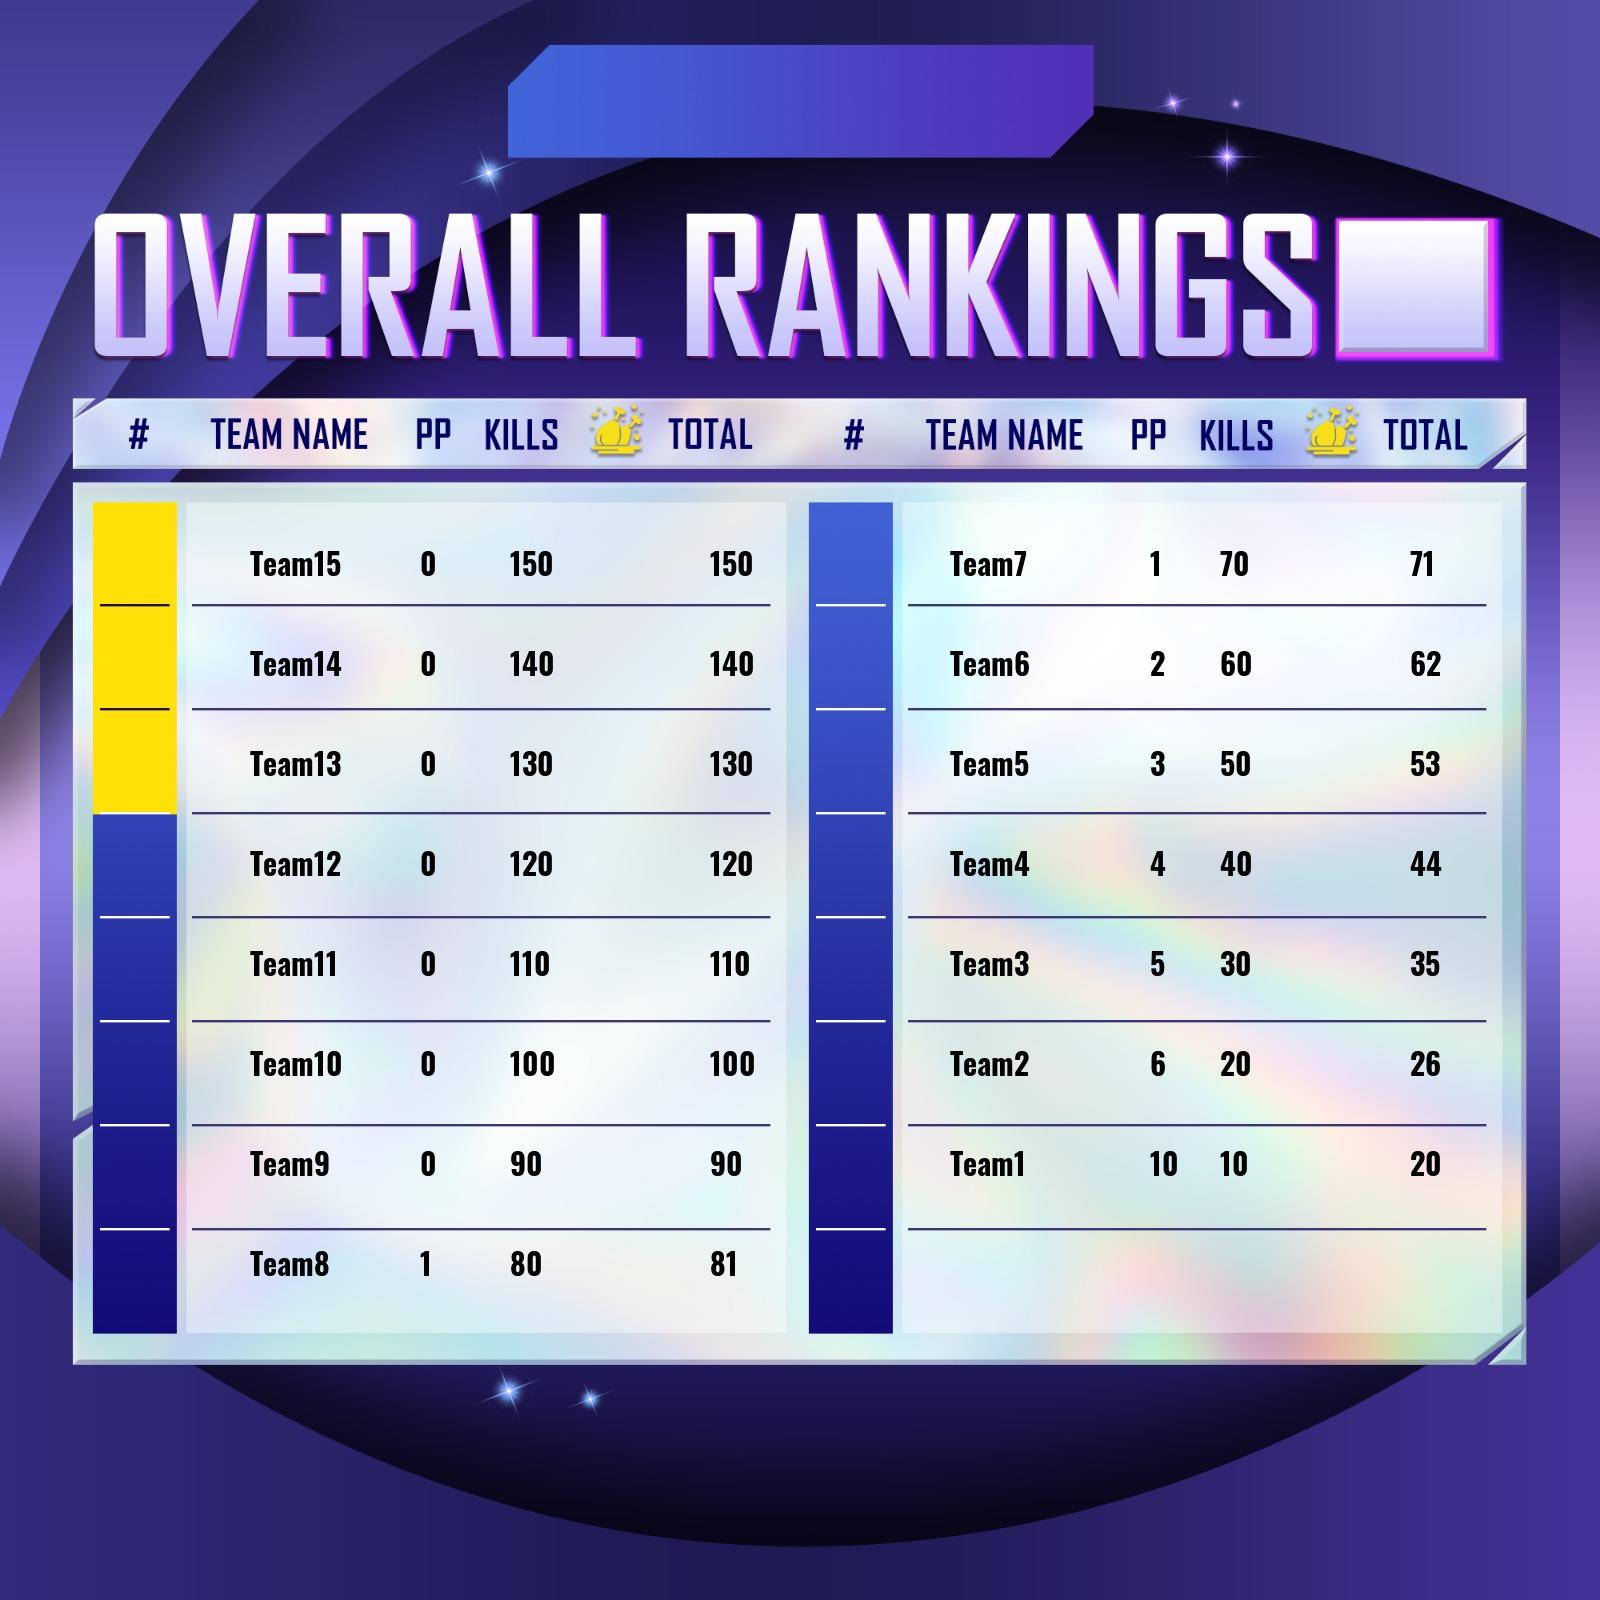 OVERALL RANKINGS
# TEAM NAME PP KILLS TOTAL # TEAM NAME PP KILLS TOTAL
Team15 0 150 150
Team14 0 140 140
Team13 0 130 130
Team12 0 120 120
Team11 0 110 110
Team10 0 100 100
Team9 0 90 90
Team8 1 80 81
Team7 1 70 71
Team6 2 60 62
Team5 3 50 53
Team4 4 40 44
Team3 5 30 35
Team2 6 20 26
Team1 10 10 20